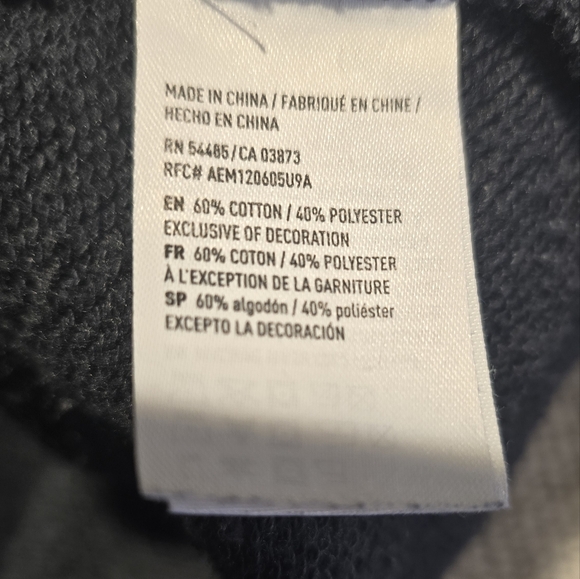 MADE IN CHINA / FABRIQUÉ EN CHINE /
HECHO EN CHINA
RN 54485 / CA 03873
RFC# AEM120605U9A
EN 60% COTTON / 40% POLYESTER
EXCLUSIVE OF DECORATION
FR 60% COTON / 40% POLYESTER
À L'EXCEPTION DE LA GARNITURE
SP 60% algodón / 40% poliéster
EXCEPTO LA DECORACIÓN